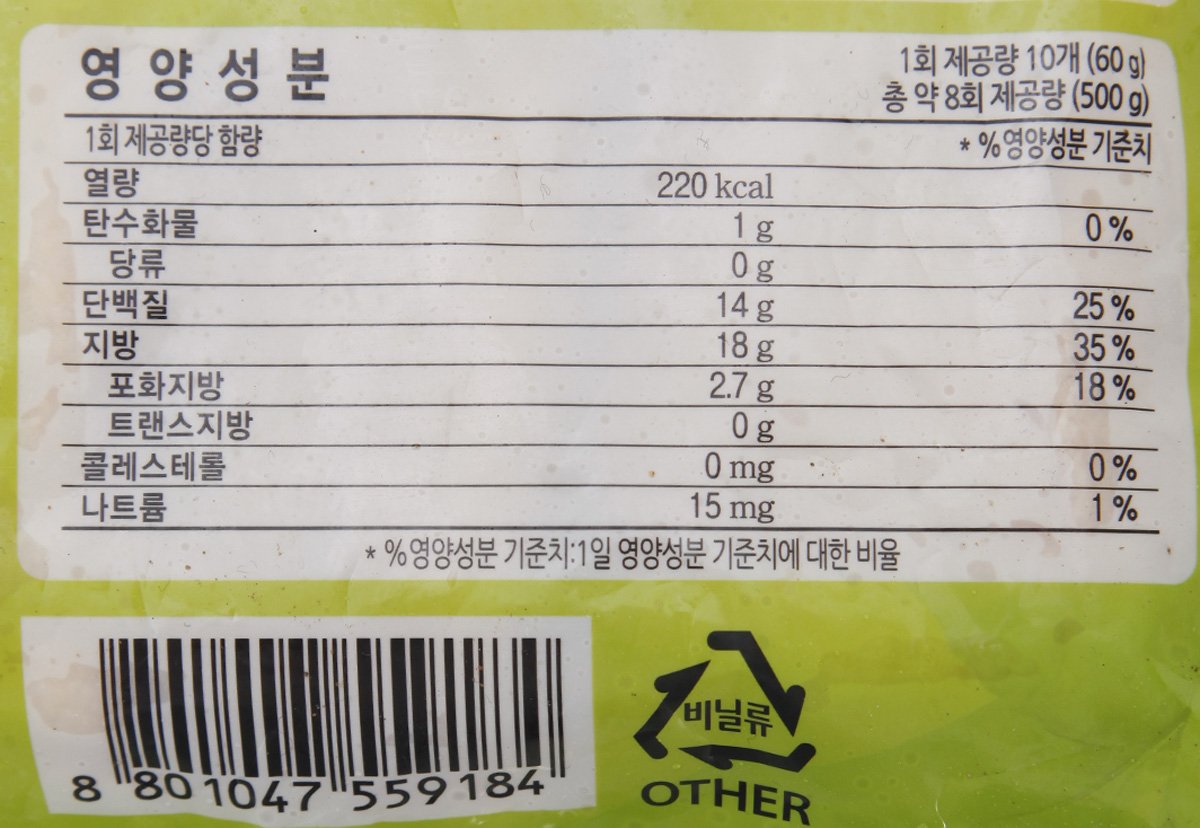 영양성분
1회 제공량 10개 (60 g)
총 약 8회 제공량 (500 g)
1회 제공량당 함량 * %영양성분 기준치
열량 220 kcal
탄수화물 1 g 0 %
당류 0 g
단백질 14 g 25 %
지방 18 g 35 %
포화지방 2.7 g 18 %
트랜스지방 0 g
콜레스테롤 0 mg 0 %
나트륨 15 mg 1 %
* %영양성분 기준치:1일 영양성분 기준치에 대한 비율
8 801047 559184
비닐류
OTHER